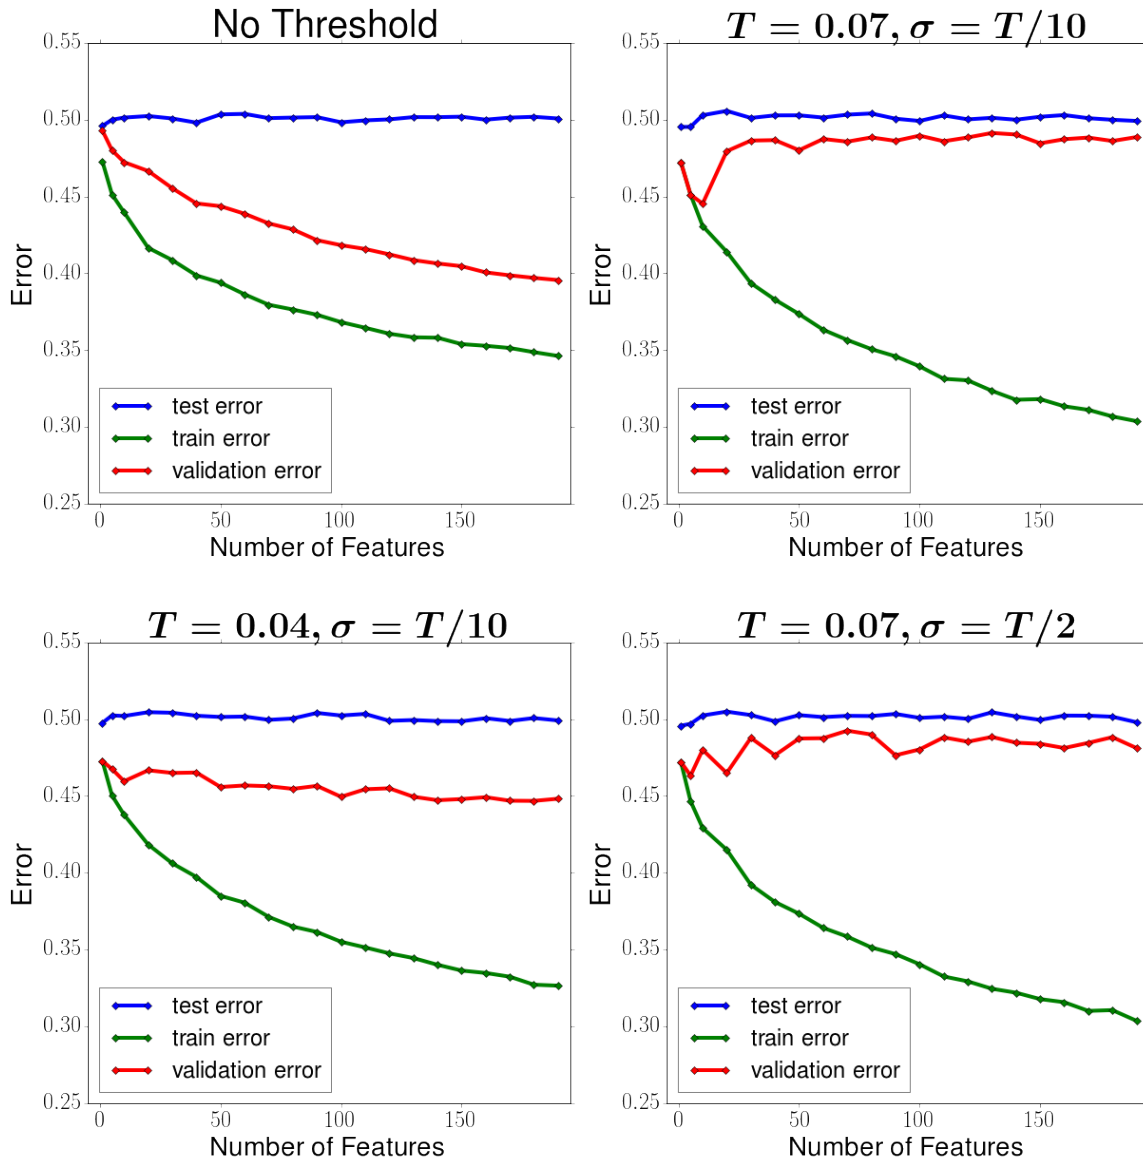 No Threshold
0.55
0.50
0.45
0.40
0.35
0.30
0.25
Error
test error
train error
validation error
0 50 100 150
Number of Features
T = 0.07, σ = T/10
0.55
0.50
0.45
0.40
0.35
0.30
0.25
Error
test error
train error
validation error
0 50 100 150
Number of Features
T = 0.04, σ = T/10
0.55
0.50
0.45
0.40
0.35
0.30
0.25
Error
test error
train error
validation error
0 50 100 150
Number of Features
T = 0.07, σ = T/2
0.55
0.50
0.45
0.40
0.35
0.30
0.25
Error
test error
train error
validation error
0 50 100 150
Number of Features